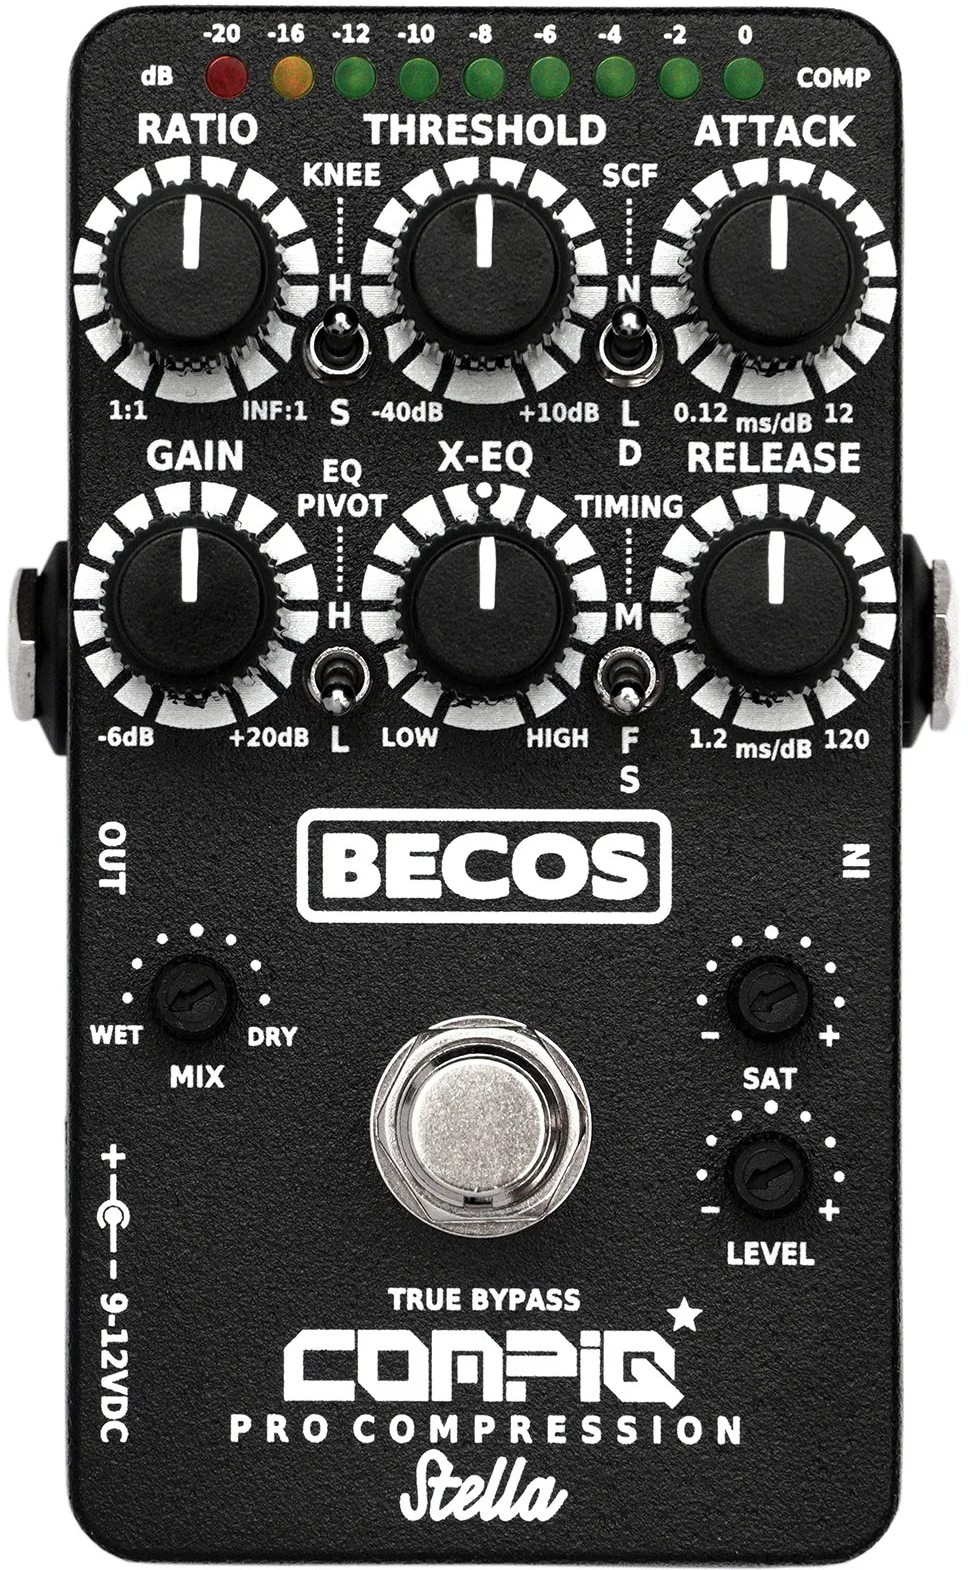 -20 -16 -12 -10 -8 -6 -4 -2 0
dB COMP
RATIO THRESHOLD ATTACK
KNEE SCF
H N
1:1 INF:1 S -40dB +10dB L 0.12 ms/dB 12
D
GAIN X-EQ RELEASE
EQ
PIVOT TIMING
H M
-6dB +20dB L LOW HIGH F 1.2 ms/dB 120
S
OUT IN
BECOS
WET DRY
MIX
- +
SAT
- +
LEVEL
+ - 9-12VDC
TRUE BYPASS
COMPIQ
PRO COMPRESSION
Stella